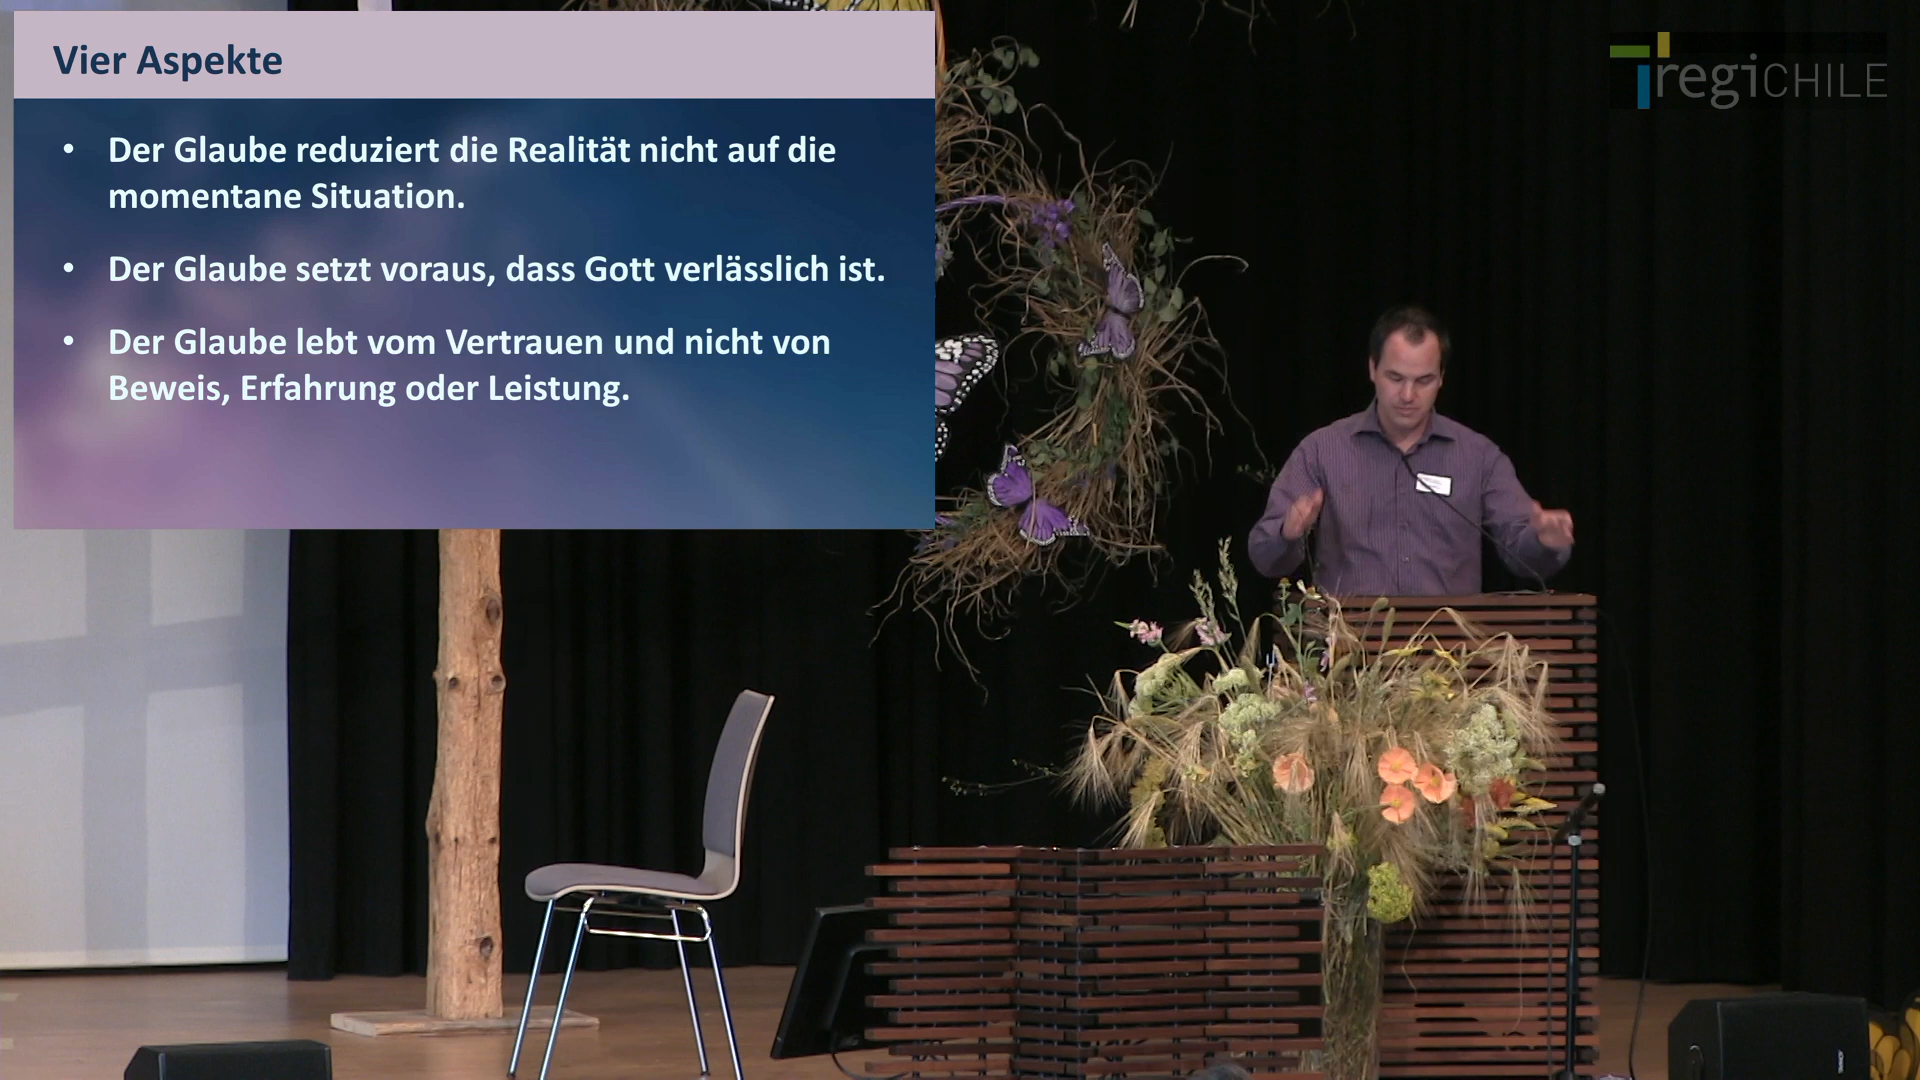 Vier Aspekte
• Der Glaube reduziert die Realität nicht auf die
momentane Situation.
• Der Glaube setzt voraus, dass Gott verlässlich ist.
• Der Glaube lebt vom Vertrauen und nicht von
Beweis, Erfahrung oder Leistung.
regiCHILE